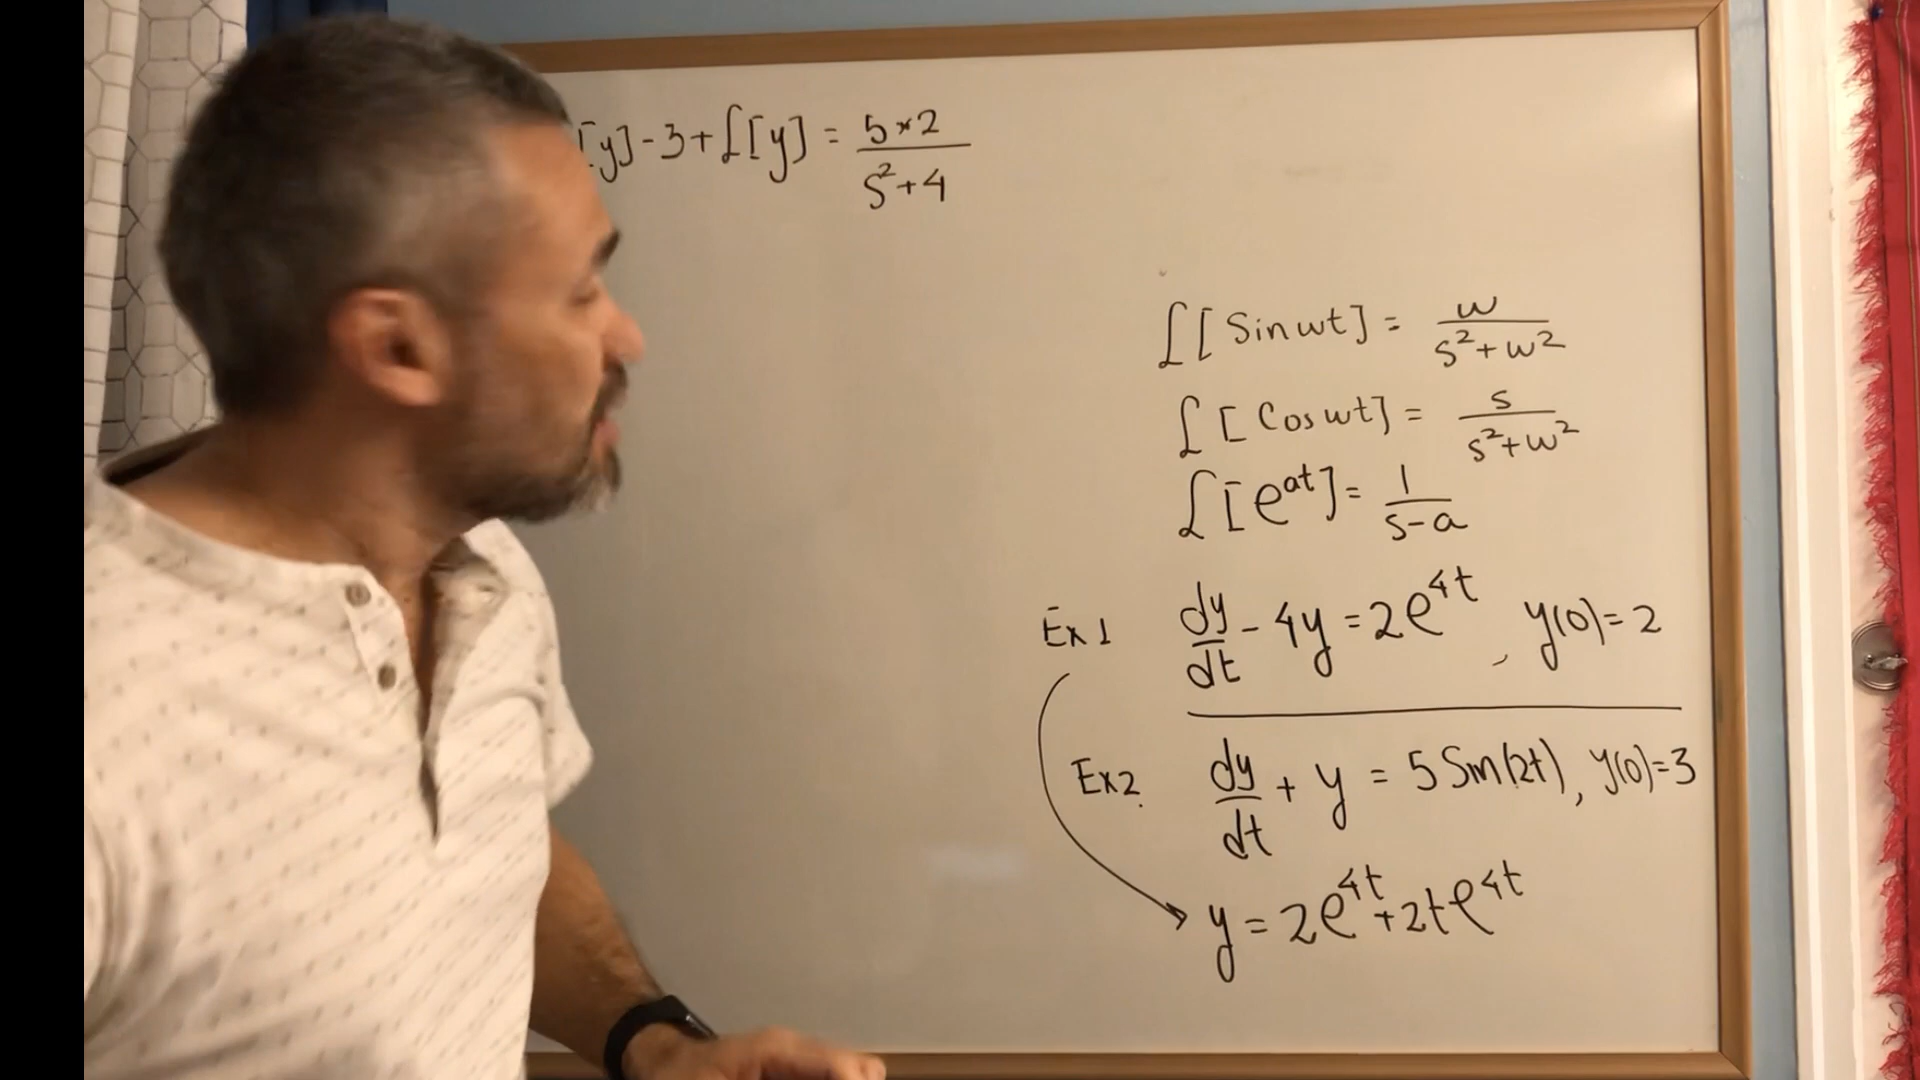 [y]-3+ℒ[y] = 5*2 / S²+4
ℒ[Sin wt] = w / s²+w²
ℒ[Cos wt] = s / s²+w²
ℒ[e^at] = 1 / s-a
Ex 1 dy/dt - 4y = 2e^4t , y(0)=2
Ex2. dy/dt + y = 5 Sin(2t), y(0)=3
y = 2e^4t + 2te^4t